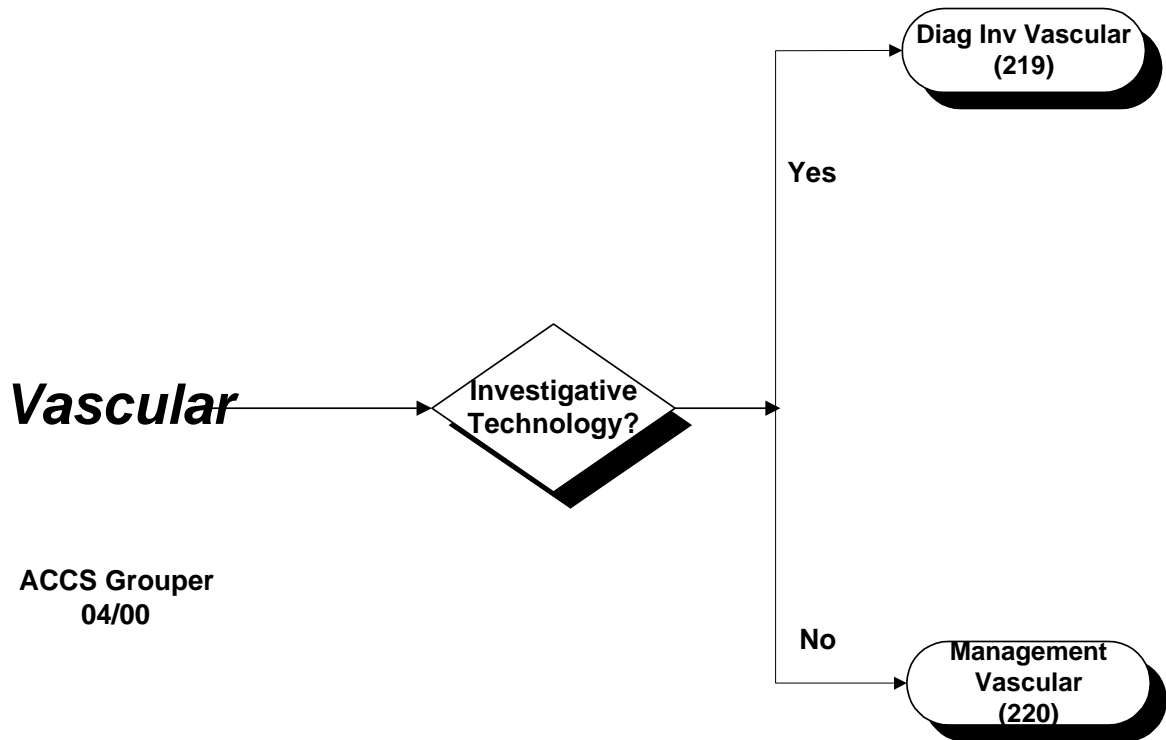 Diag Inv Vascular
(219)
Yes
Vascular
Investigative
Technology?
ACCS Grouper
04/00
No
Management
Vascular
(220)